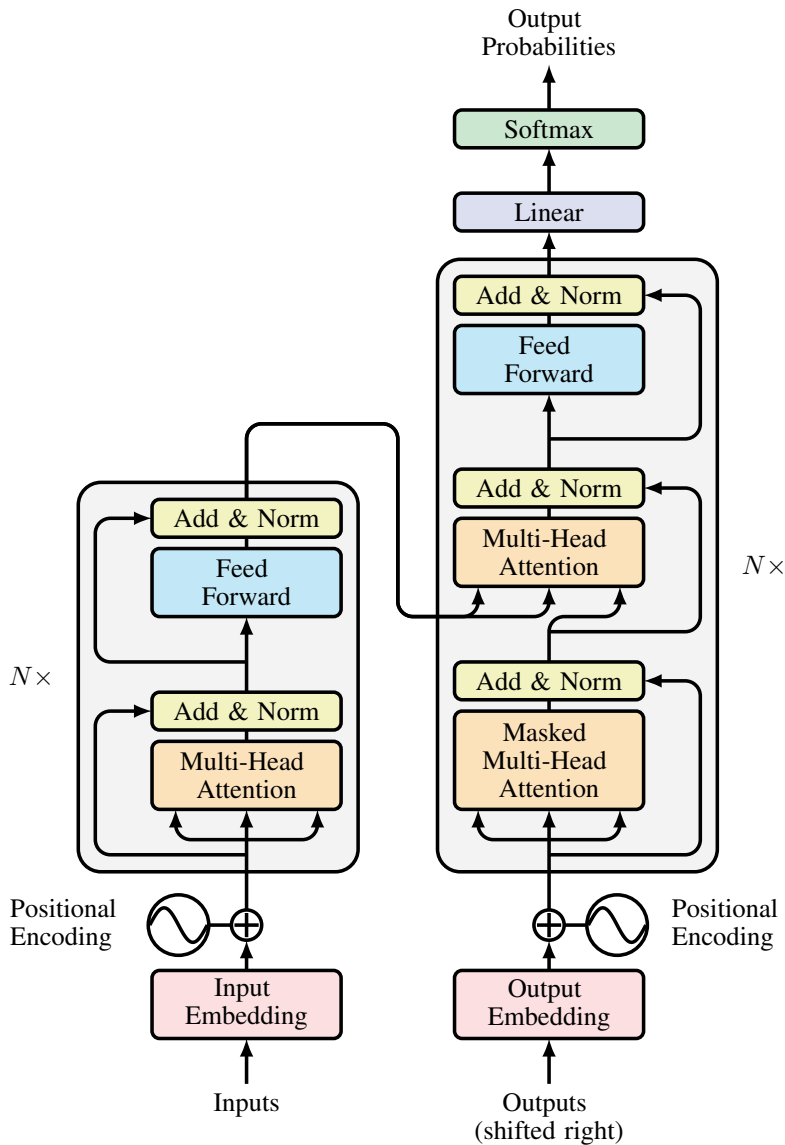 Output
Probabilities
Softmax
Linear
Add & Norm
Feed
Forward
Add & Norm
Multi-Head
Attention
N×
Add & Norm
Masked
Multi-Head
Attention
Add & Norm
Feed
Forward
N×
Add & Norm
Multi-Head
Attention
Positional
Encoding
Positional
Encoding
Input
Embedding
Output
Embedding
Inputs
Outputs
(shifted right)